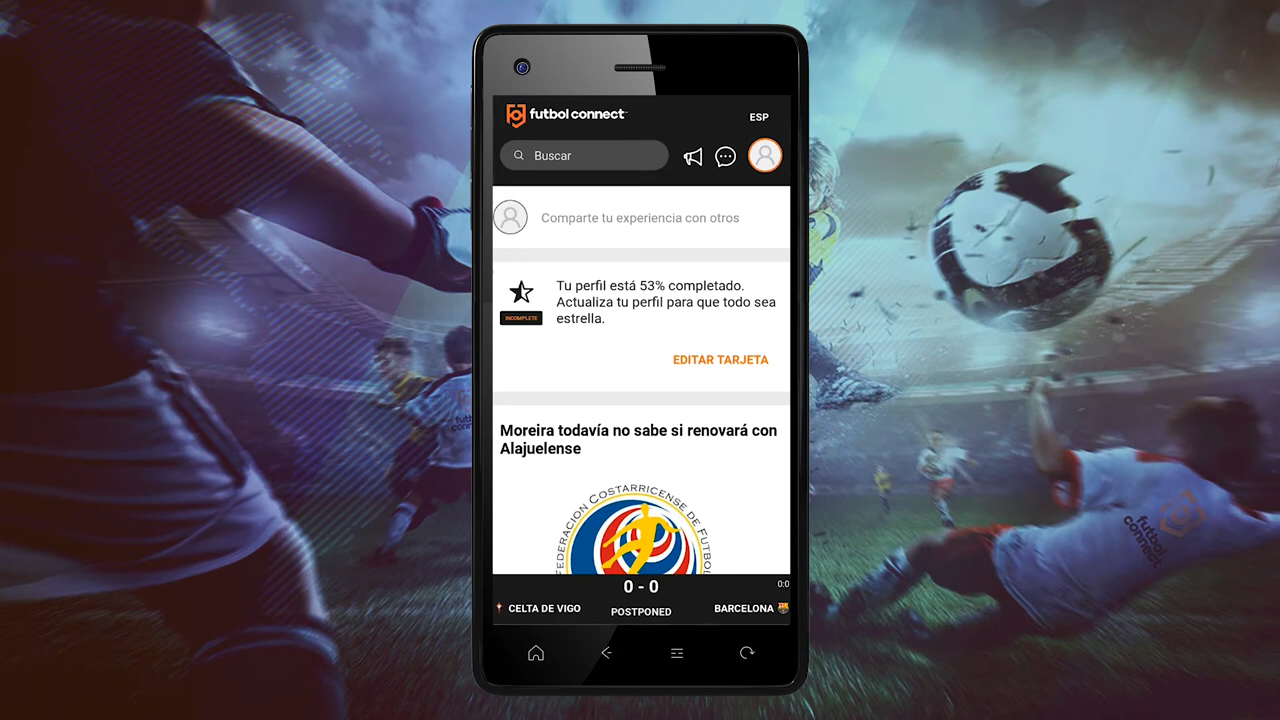 futbol connect
ESP
Buscar
Comparte tu experiencia con otros
Tu perfil está 53% completado.
Actualiza tu perfil para que todo sea
estrella.
INCOMPLETE
EDITAR TARJETA
Moreira todavía no sabe si renovará con
Alajuelense
FEDERACION COSTARRICENSE DE FUTBOL
0 - 0
0:0
CELTA DE VIGO
POSTPONED
BARCELONA
futbol
connect